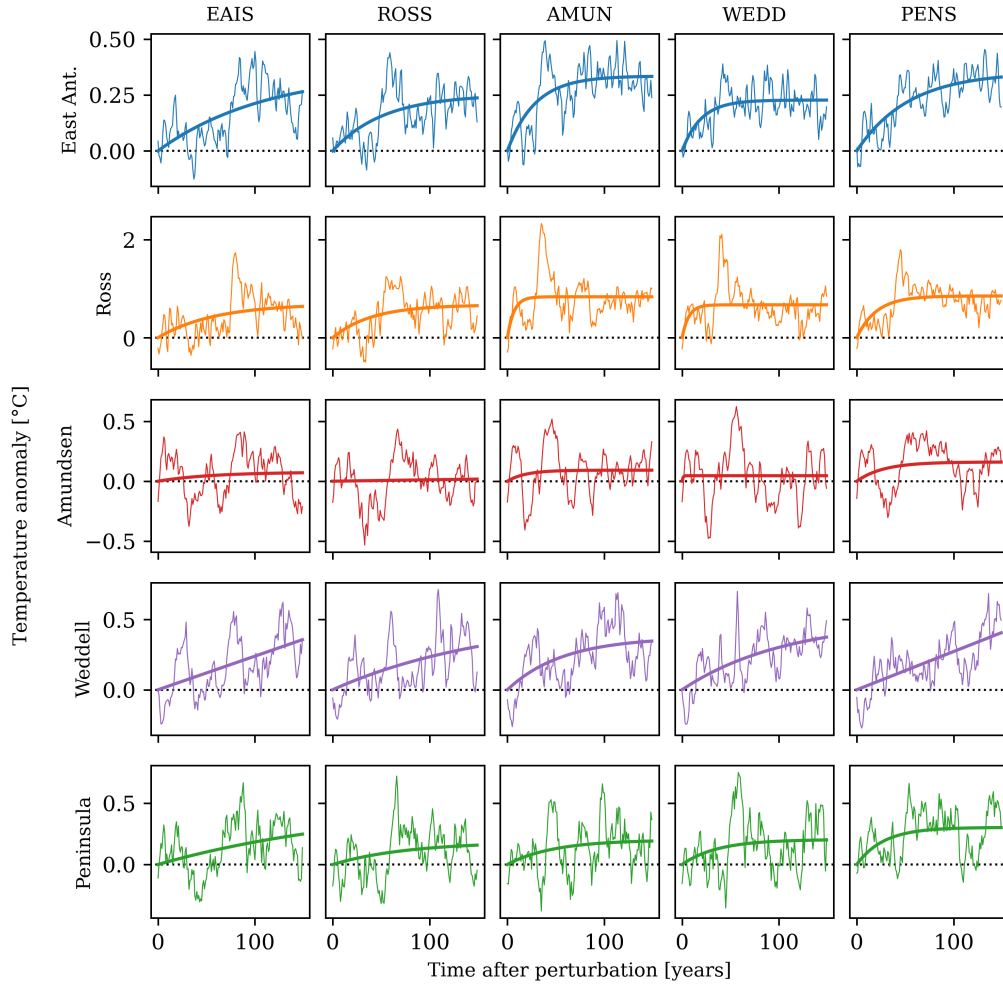 EAIS ROSS AMUN WEDD PENS
East Ant.
0.50
0.25
0.00
Ross
2
0
Temperature anomaly [°C]
Amundsen
0.5
0.0
−0.5
Weddell
0.5
0.0
Peninsula
0.5
0.0
0 100 0 100 0 100 0 100 0 100
Time after perturbation [years]